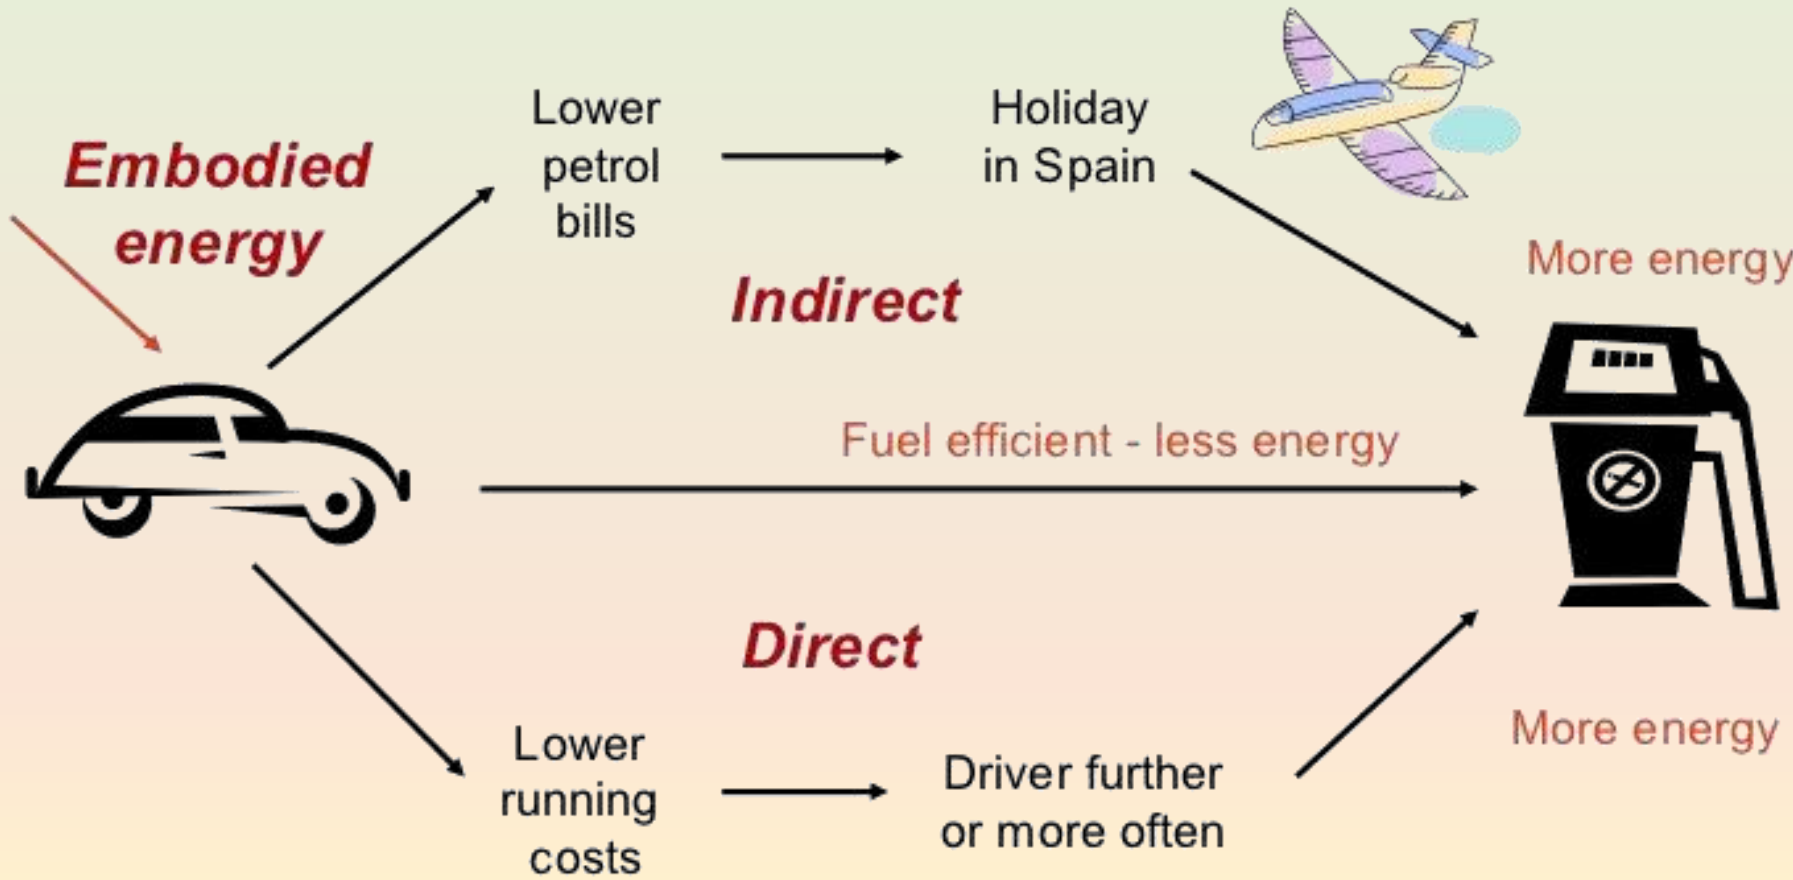 Embodied
energy
Lower
petrol
bills
Holiday
in Spain
Indirect
More energy
Fuel efficient - less energy
Direct
Lower
running
costs
Driver further
or more often
More energy